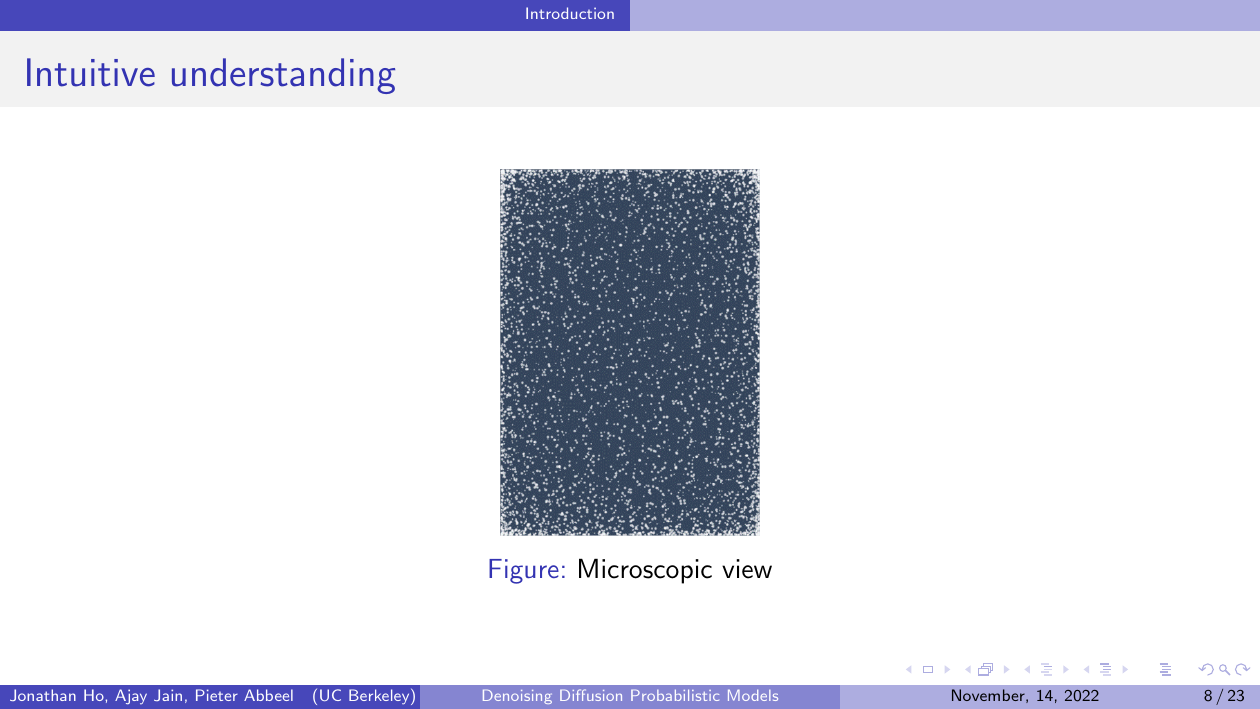 Introduction
Intuitive understanding
Figure: Microscopic view
Jonathan Ho, Ajay Jain, Pieter Abbeel (UC Berkeley)
Denoising Diffusion Probabilistic Models
November, 14, 2022
8 / 23